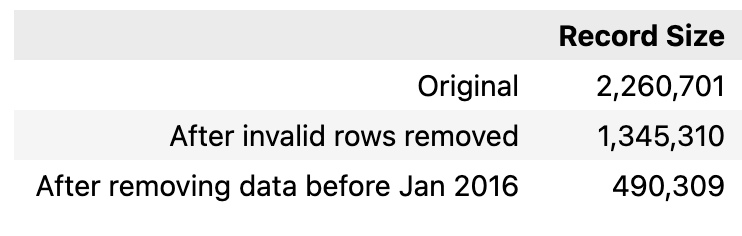 Record Size
Original 2,260,701
After invalid rows removed 1,345,310
After removing data before Jan 2016 490,309